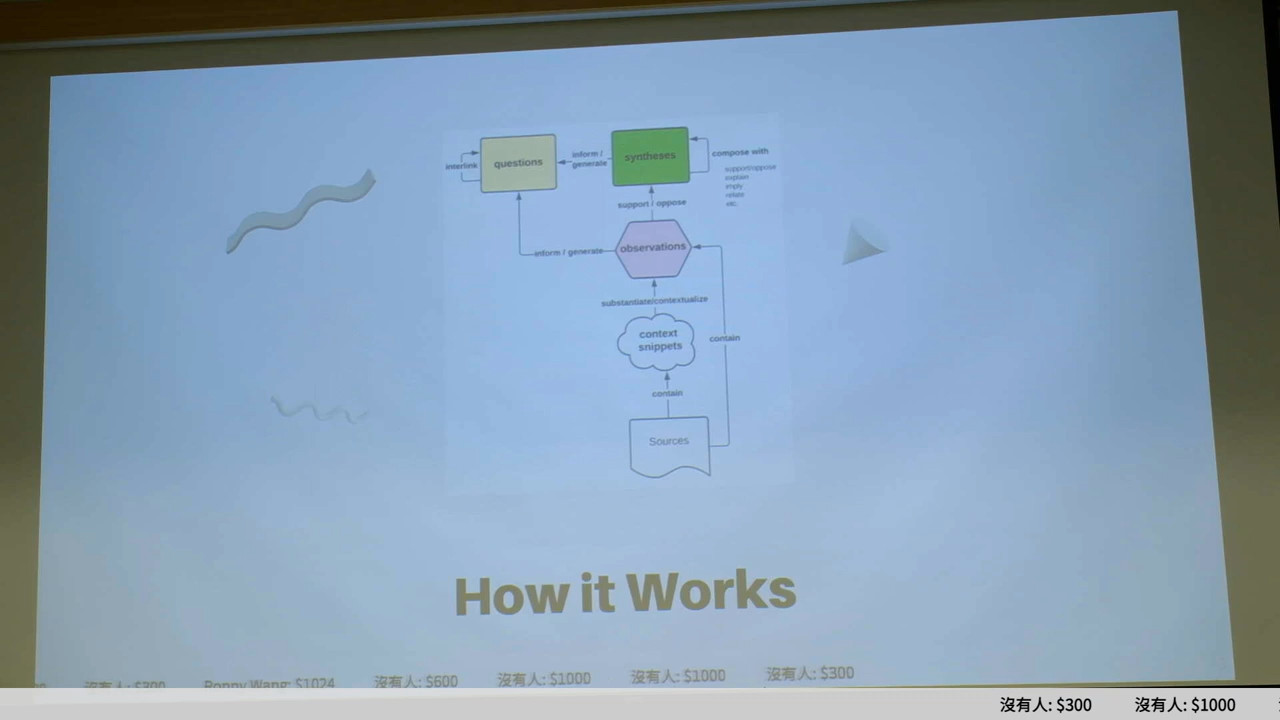 questions
interlink
inform /
generate
syntheses
compose with
support/oppose
explain
imply
relate
etc.
support / oppose
inform / generate
observations
substantiate/contextualize
context
snippets
contain
contain
Sources
How it Works
沒有人: $300 Ronny Wang: $1024 沒有人: $600 沒有人: $1000 沒有人: $1000 沒有人: $300
沒有人: $300 沒有人: $1000